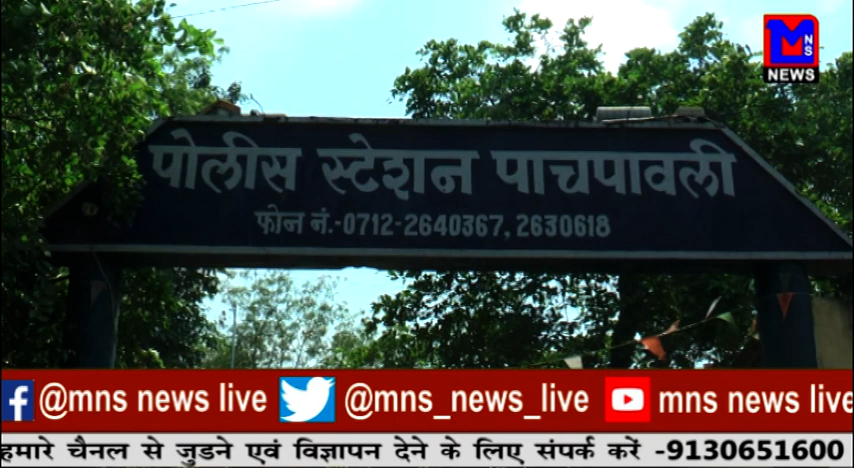 MNS
NEWS
पोलीस स्टेशन पाचपावली
फोन नं.-0712-2640367, 2630618
@mns news live @mns_news_live mns news live
हमारे चैनल से जुडने एवं विज्ञापन देने के लिए संपर्क करें -9130651600